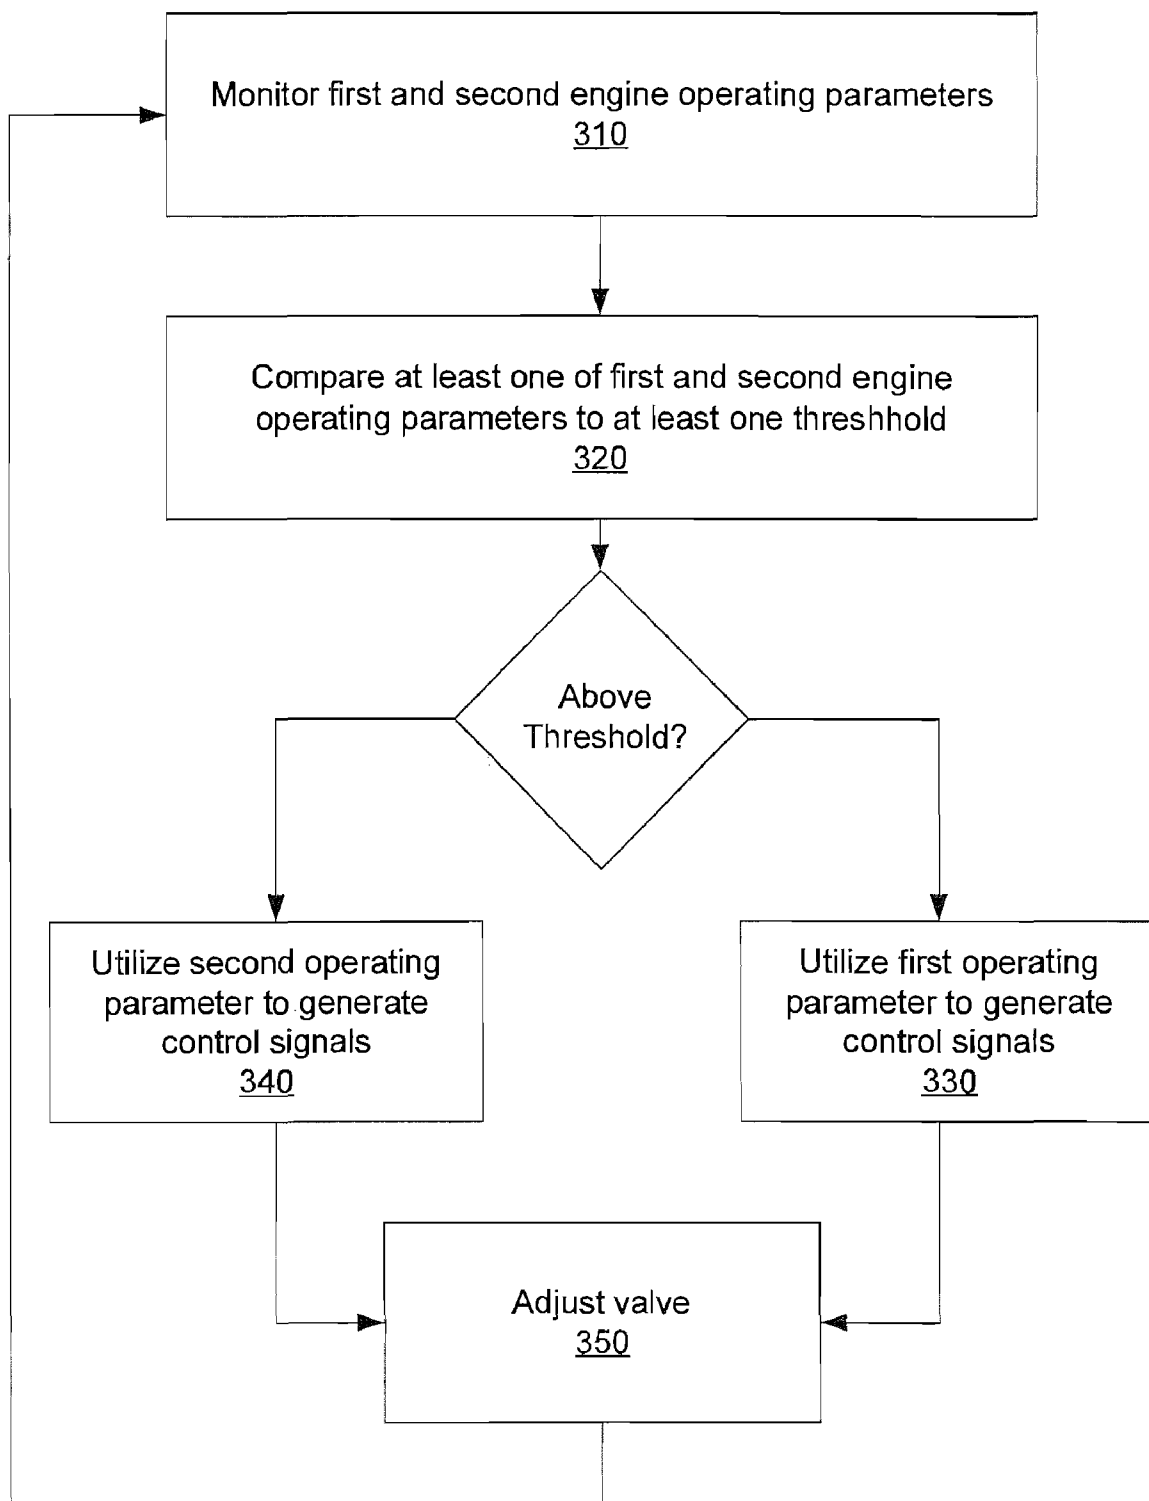 Monitor first and second engine operating parameters
310
Compare at least one of first and second engine
operating parameters to at least one threshhold
320
Above
Threshold?
Utilize second operating
parameter to generate
control signals
340
Utilize first operating
parameter to generate
control signals
330
Adjust valve
350